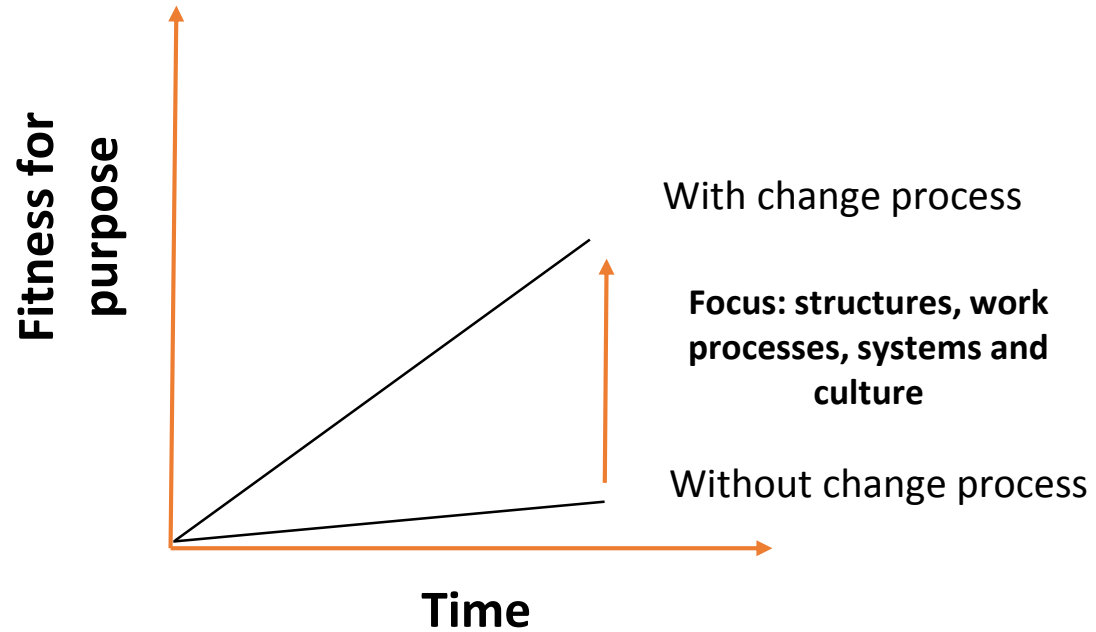 Fitness for
purpose
With change process
Focus: structures, work
processes, systems and
culture
Without change process
Time